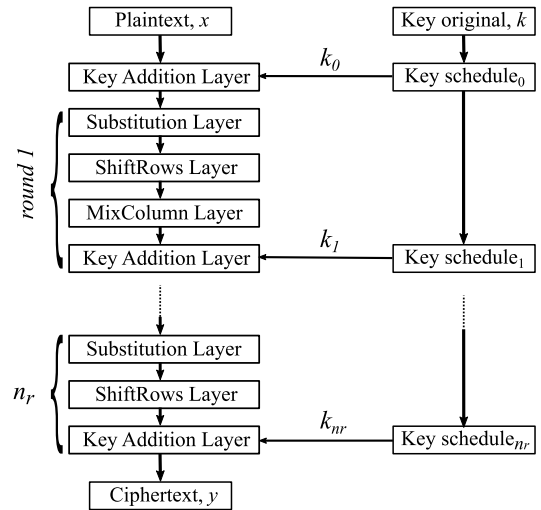 Plaintext, x
Key original, k
Key Addition Layer
k0
Key schedule0
round 1
Substitution Layer
ShiftRows Layer
MixColumn Layer
Key Addition Layer
k1
Key schedule1
nr
Substitution Layer
ShiftRows Layer
Key Addition Layer
knr
Key schedulenr
Ciphertext, y